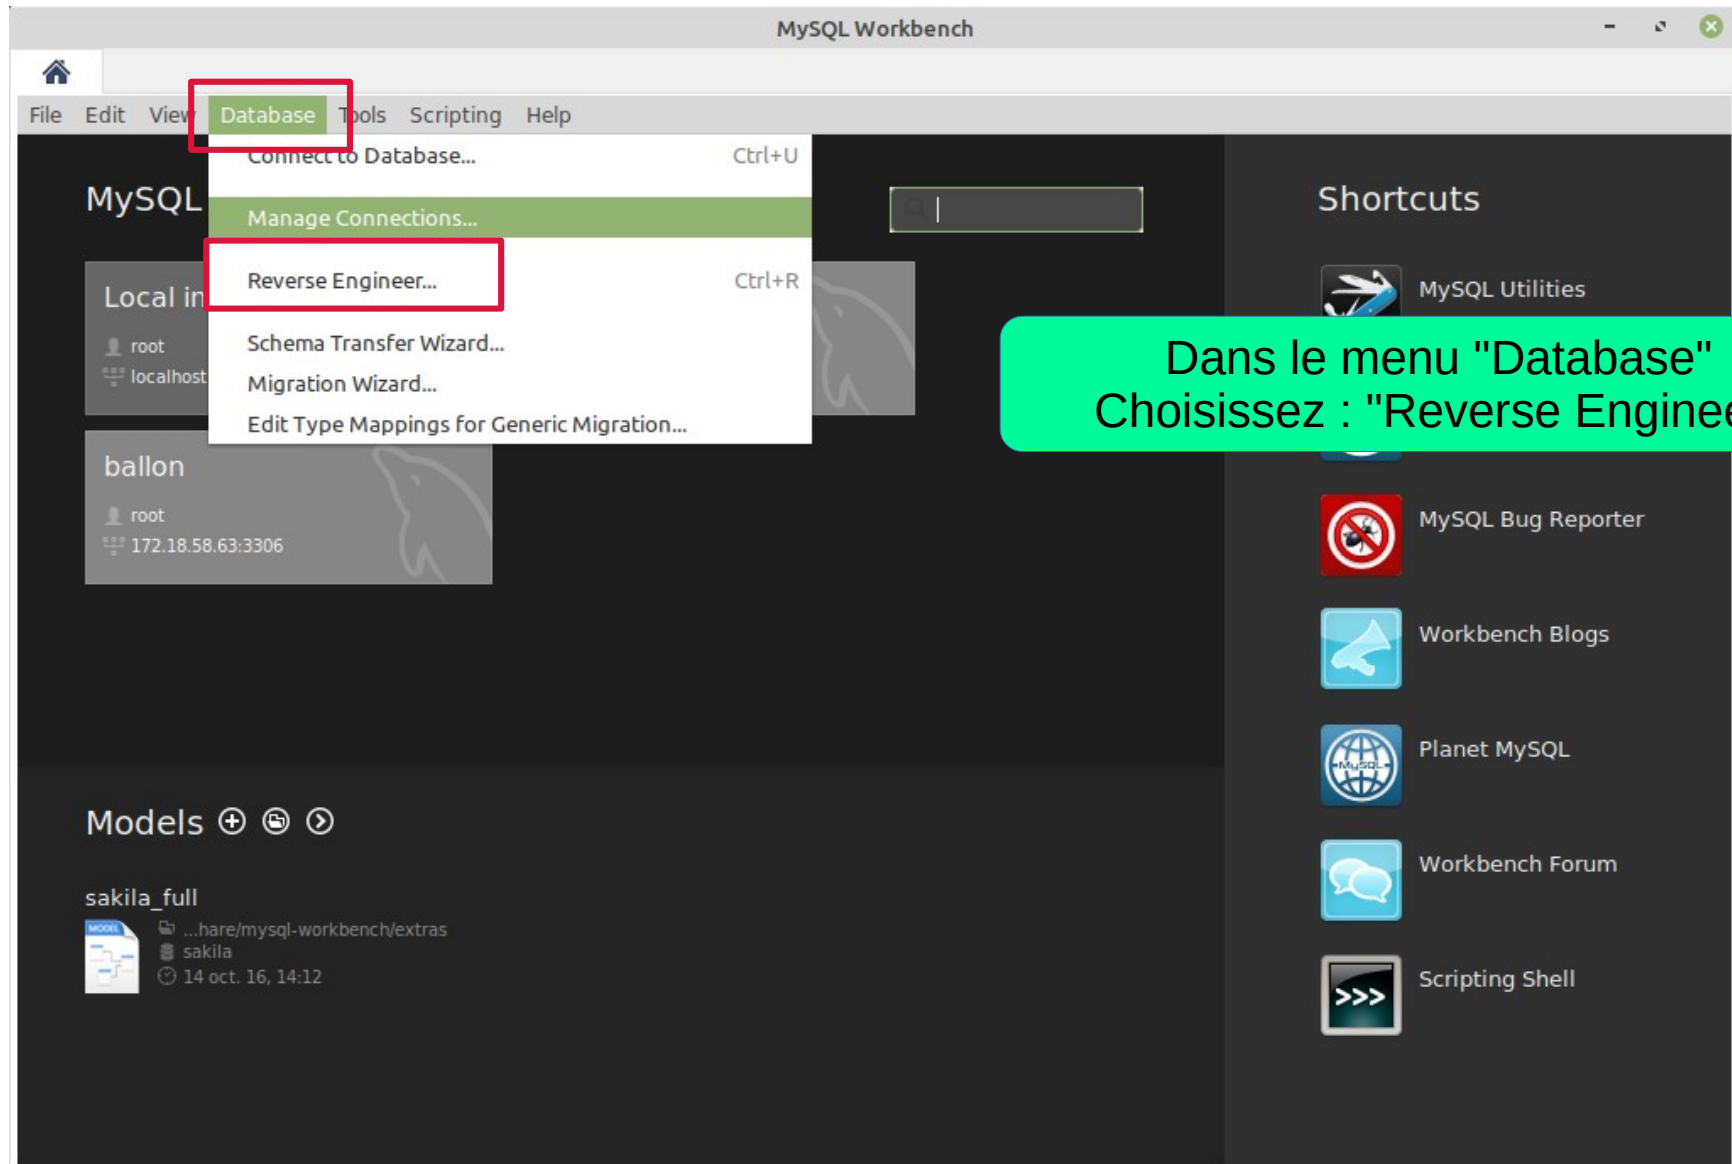 MySQL Workbench
File Edit View Database Tools Scripting Help
Connect to Database... Ctrl+U
Manage Connections...
Reverse Engineer... Ctrl+R
Schema Transfer Wizard...
Migration Wizard...
Edit Type Mappings for Generic Migration...
MySQL
Local in
root
localhost
ballon
root
172.18.58.63:3306
Shortcuts
MySQL Utilities
Dans le menu "Database"
Choisissez : "Reverse Enginee
MySQL Bug Reporter
Workbench Blogs
MySQL
Planet MySQL
Workbench Forum
>>>
Scripting Shell
Models
sakila_full
MODEL
...hare/mysql-workbench/extras
sakila
14 oct. 16, 14:12